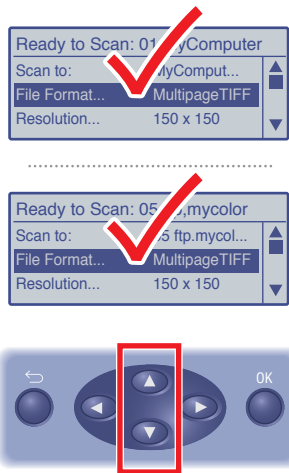 Ready to Scan: 01 MyComputer
Scan to: MyComput...
File Format... MultipageTIFF
Resolution... 150 x 150
Ready to Scan: 05 ,mycolor
Scan to: ftp.mycol...
File Format... MultipageTIFF
Resolution... 150 x 150
OK